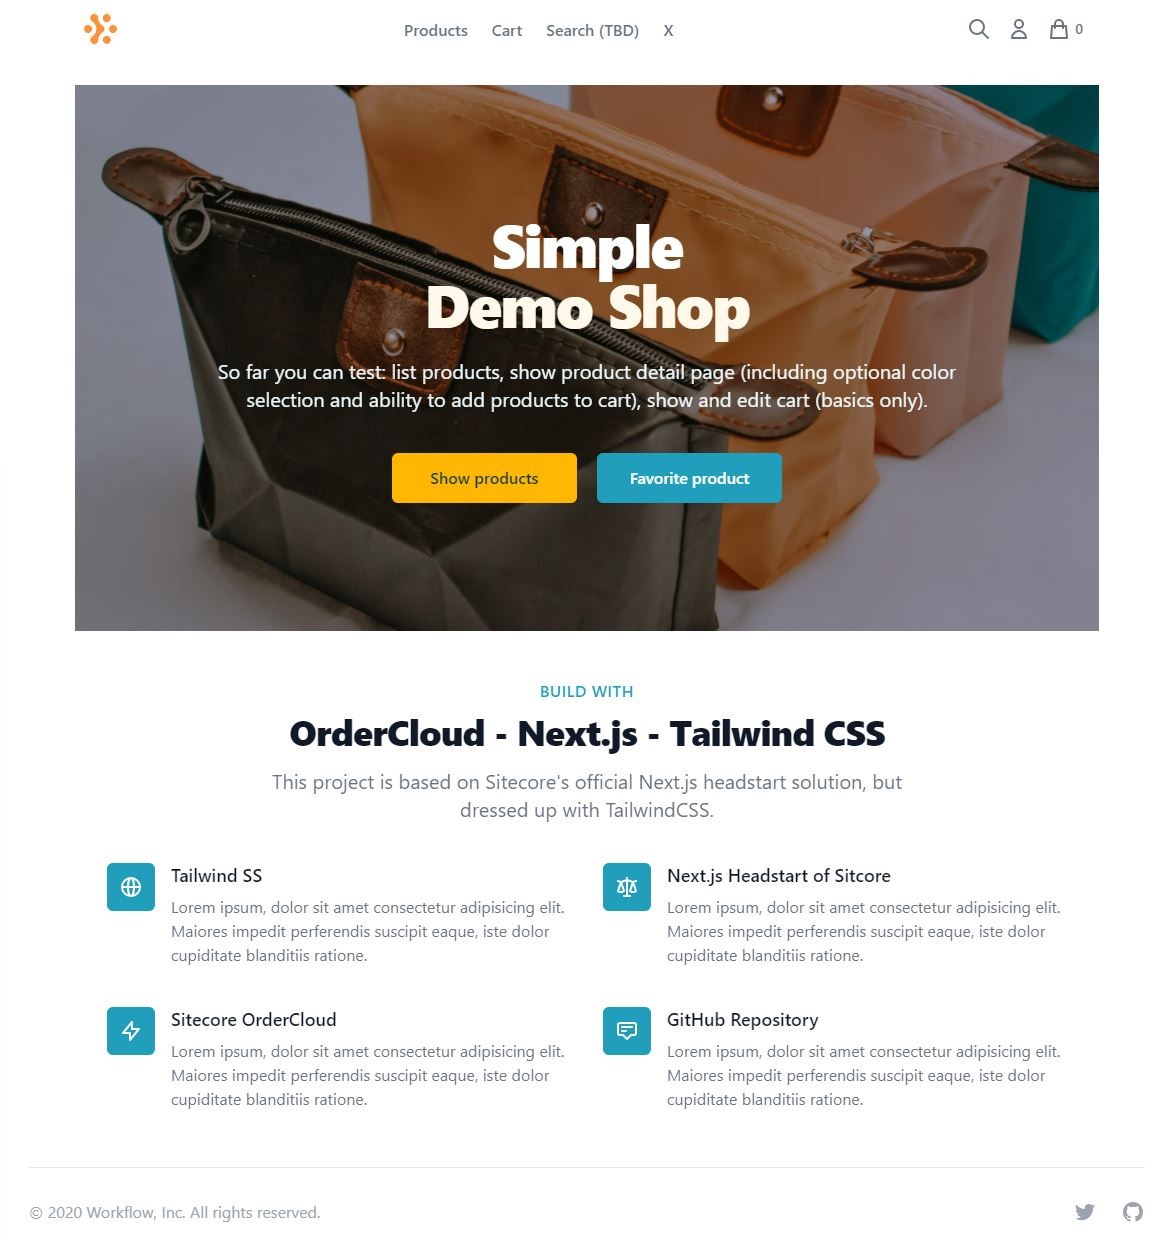 Products Cart Search (TBD) X 0
Simple
Demo Shop
So far you can test: list products, show product detail page (including optional color
selection and ability to add products to cart), show and edit cart (basics only).
Show products Favorite product
BUILD WITH
OrderCloud - Next.js - Tailwind CSS
This project is based on Sitecore's official Next.js headstart solution, but
dressed up with TailwindCSS.
Tailwind SS
Lorem ipsum, dolor sit amet consectetur adipisicing elit.
Maiores impedit perferendis suscipit eaque, iste dolor
cupiditate blanditiis ratione.
Next.js Headstart of Sitcore
Lorem ipsum, dolor sit amet consectetur adipisicing elit.
Maiores impedit perferendis suscipit eaque, iste dolor
cupiditate blanditiis ratione.
Sitecore OrderCloud
Lorem ipsum, dolor sit amet consectetur adipisicing elit.
Maiores impedit perferendis suscipit eaque, iste dolor
cupiditate blanditiis ratione.
GitHub Repository
Lorem ipsum, dolor sit amet consectetur adipisicing elit.
Maiores impedit perferendis suscipit eaque, iste dolor
cupiditate blanditiis ratione.
© 2020 Workflow, Inc. All rights reserved.